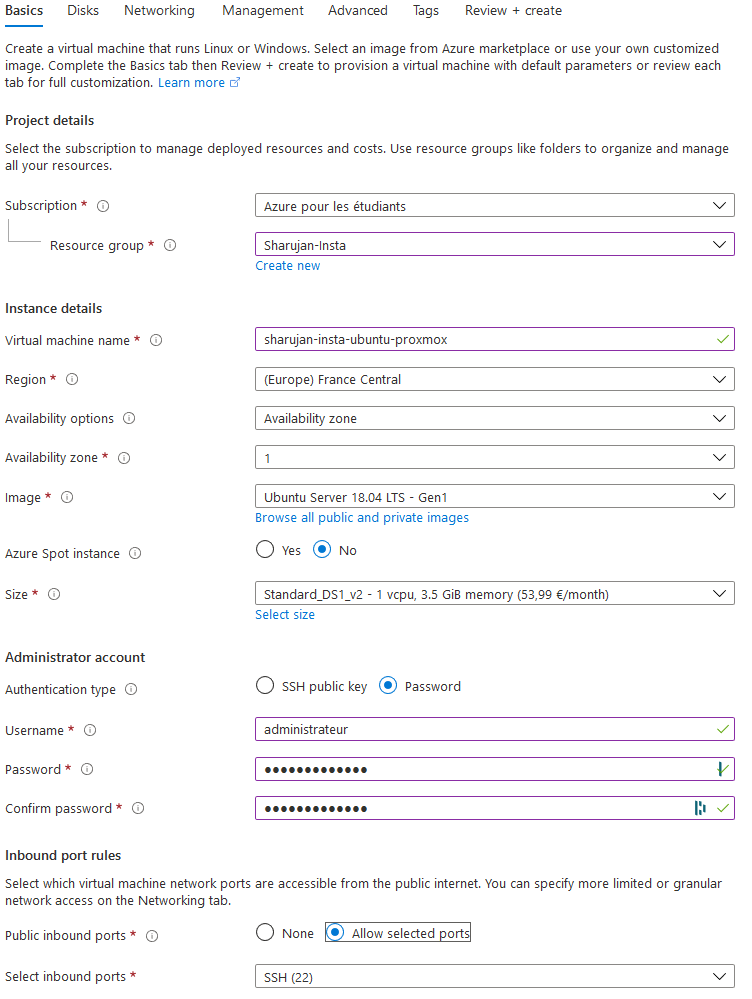 Basics Disks Networking Management Advanced Tags Review + create
Create a virtual machine that runs Linux or Windows. Select an image from Azure marketplace or use your own customized
image. Complete the Basics tab then Review + create to provision a virtual machine with default parameters or review each
tab for full customization. Learn more
Project details
Select the subscription to manage deployed resources and costs. Use resource groups like folders to organize and manage
all your resources.
Subscription * Azure pour les étudiants
Resource group * Sharujan-Insta
Create new
Instance details
Virtual machine name * sharujan-insta-ubuntu-proxmox
Region * (Europe) France Central
Availability options Availability zone
Availability zone * 1
Image * Ubuntu Server 18.04 LTS - Gen1
Browse all public and private images
Azure Spot instance Yes No
Size * Standard_DS1_v2 - 1 vcpu, 3.5 GiB memory (53,99 €/month)
Select size
Administrator account
Authentication type SSH public key Password
Username * administrateur
Password * •••••••••••••
Confirm password * •••••••••••••
Inbound port rules
Select which virtual machine network ports are accessible from the public internet. You can specify more limited or granular
network access on the Networking tab.
Public inbound ports * None Allow selected ports
Select inbound ports * SSH (22)